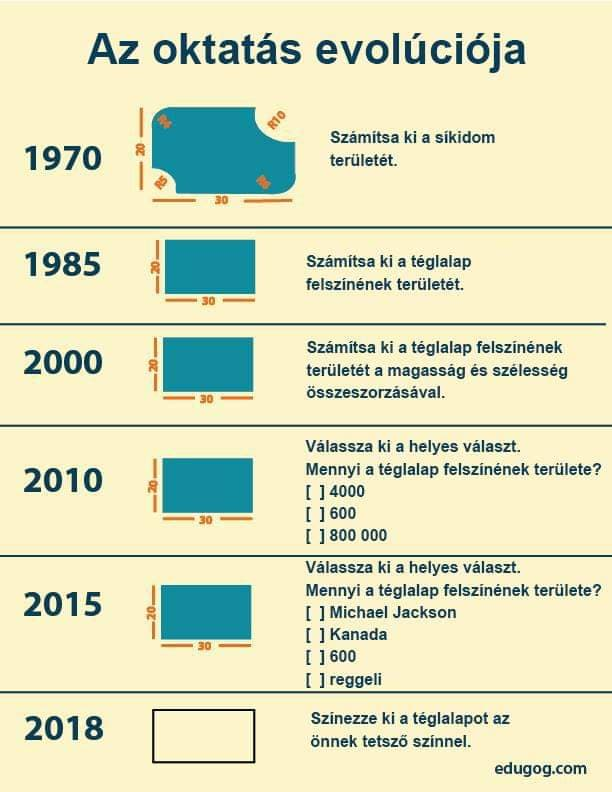 Az oktatás evolúciója
1970
20
30
R10
R5
Számítsa ki a síkidom
területét.
1985
20
30
Számítsa ki a téglalap
felszínének területét.
2000
20
30
Számítsa ki a téglalap felszínének
területét a magasság és szélesség
összeszorzásával.
2010
20
30
Válassza ki a helyes választ.
Mennyi a téglalap felszínének területe?
[ ] 4000
[ ] 600
[ ] 800 000
2015
20
30
Válassza ki a helyes választ.
Mennyi a téglalap felszínének területe?
[ ] Michael Jackson
[ ] Kanada
[ ] 600
[ ] reggeli
2018
Színezze ki a téglalapot az
önnek tetsző színnel.
edugog.com